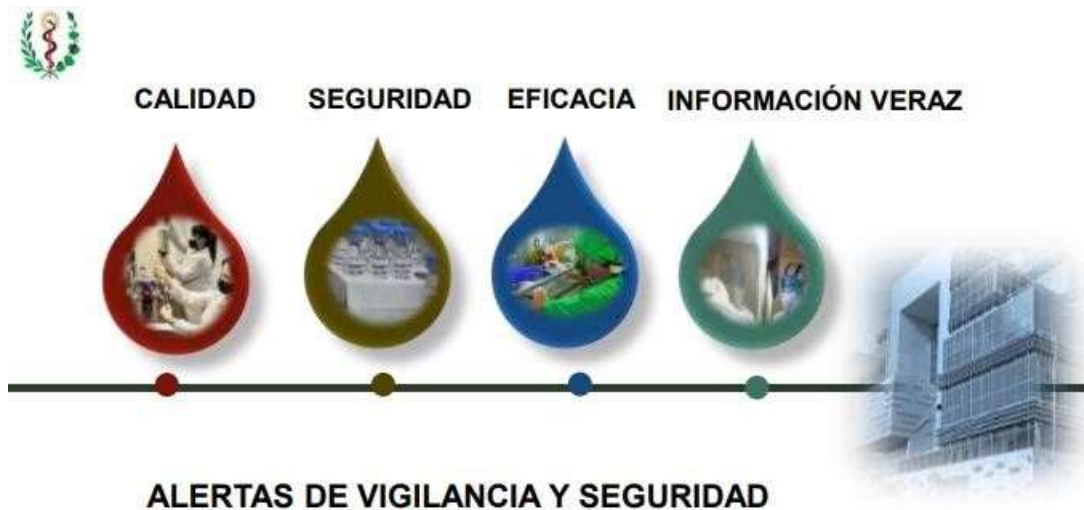 CALIDAD SEGURIDAD EFICACIA INFORMACIÓN VERAZ
ALERTAS DE VIGILANCIA Y SEGURIDAD